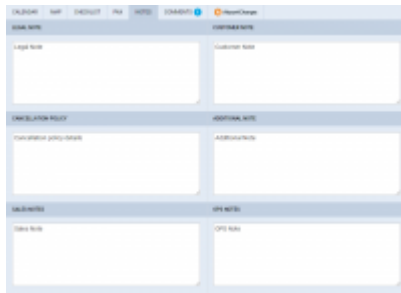 CALENDAR MAP CHECKLIST PAX NOTES COMMENTS
LEGAL NOTE CUSTOMER NOTE
Legal Note Customer Note
CANCELLATION POLICY ADDITIONAL NOTE
Cancellation policy details Additional Note
SALES NOTES OPS NOTES
Sales Note OPS Note